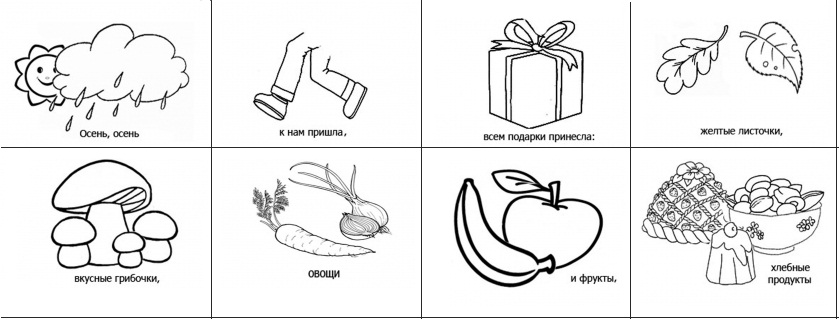 Осень, осень
к нам пришла,
всем подарки принесла:
желтые листочки,
вкусные грибочки,
овощи
и фрукты,
хлебные
продукты